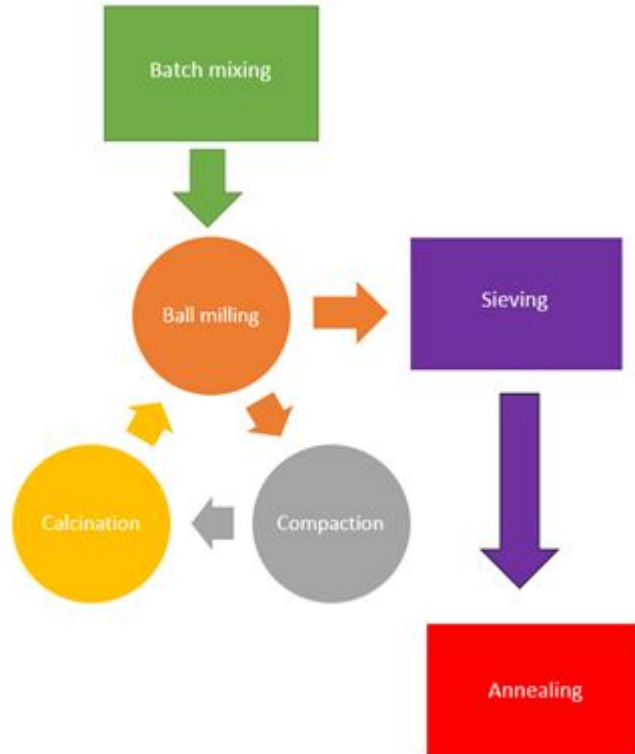 Batch mixing
Ball milling
Sieving
Calcination
Compaction
Annealing